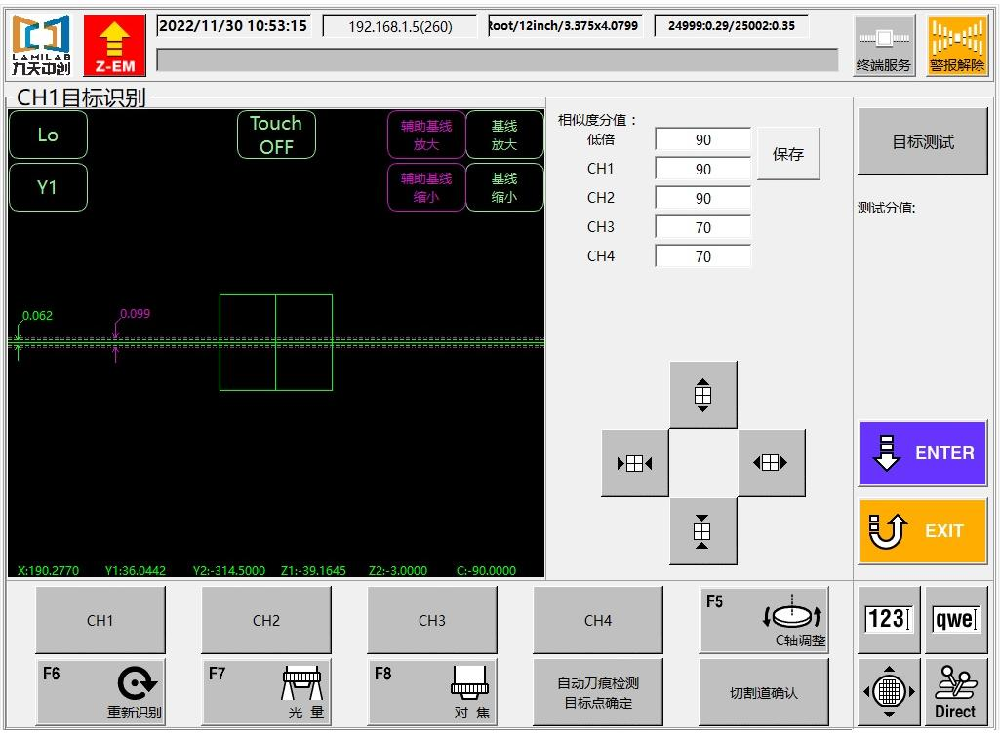 LAMILAB
九天中创
Z-EM
2022/11/30 10:53:15
192.168.1.5(260)
toot/12inch/3.375x4.0799
24999:0.29/25002:0.35
终端服务
警报解除
CH1目标识别
Lo
Touch
OFF
辅助基线
放大
基线
放大
Y1
辅助基线
缩小
基线
缩小
0.062
0.099
X:190.2770 Y1:36.0442 Y2:-314.5000 Z1:-39.1645 Z2:-3.0000 C:-90.0000
相似度分值：
低倍 90
CH1 90
CH2 90
CH3 70
CH4 70
保存
目标测试
测试分值:
ENTER
EXIT
CH1
CH2
CH3
CH4
F5
C轴调整
123
qwe
F6
重新识别
F7
光 量
F8
对 焦
自动刀痕检测
目标点确定
切割道确认
Direct